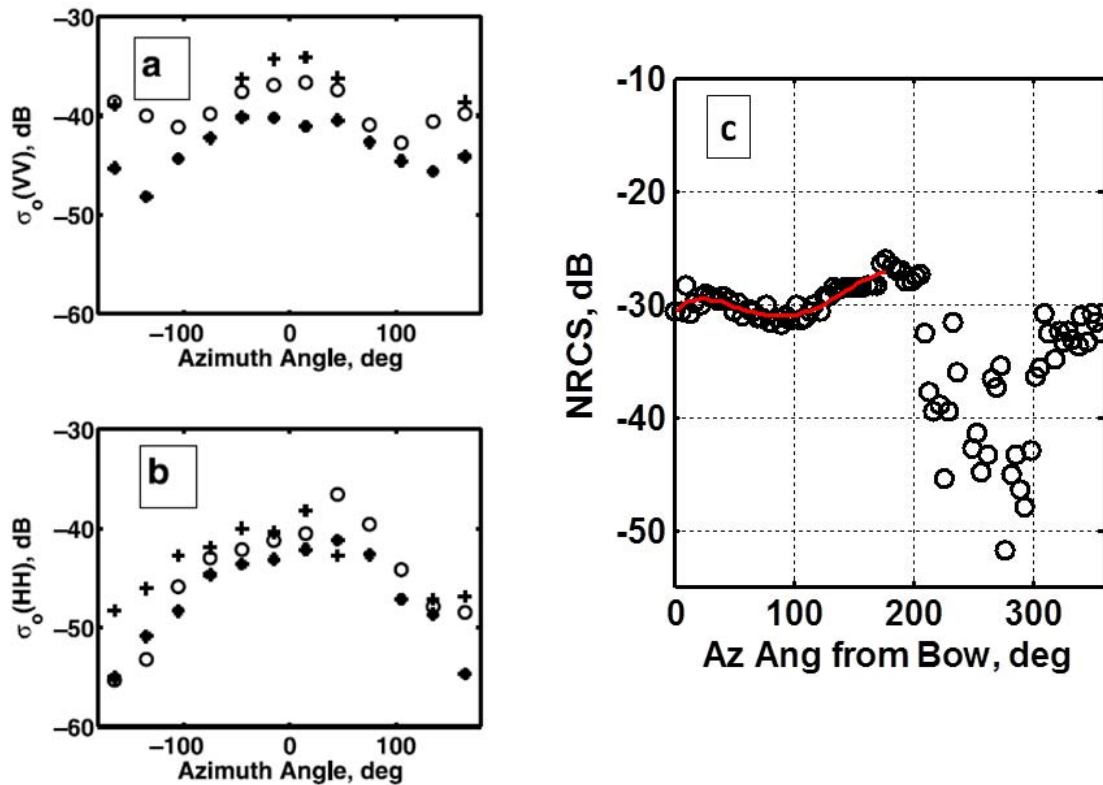 −30
−40
−50
−60
a
σo(VV), dB
−100
0
100
Azimuth Angle, deg
−30
−40
−50
−60
b
σo(HH), dB
−100
0
100
Azimuth Angle, deg
-10
-20
-30
-40
-50
c
NRCS, dB
0
100
200
300
Az Ang from Bow, deg